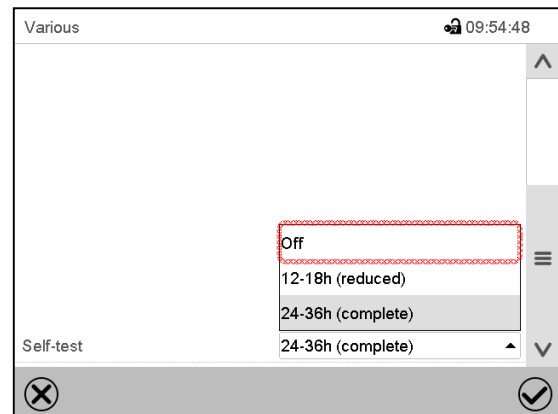 Various 09:54:48
Off
12-18h (reduced)
24-36h (complete)
Self-test 24-36h (complete)